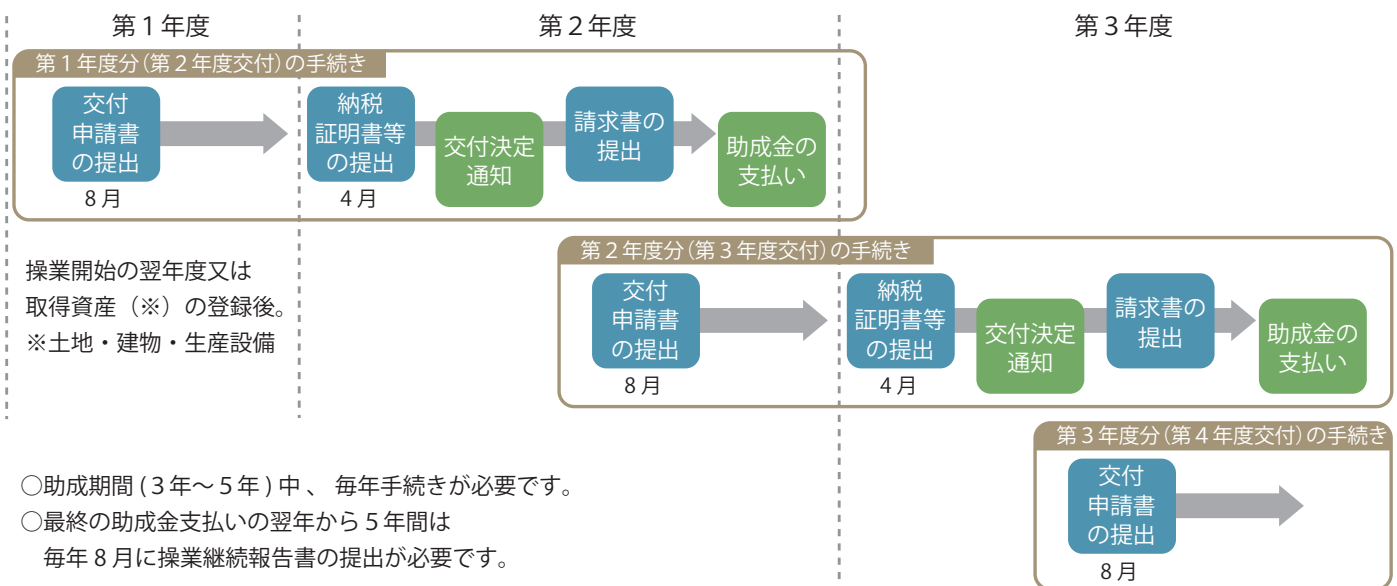 第１年度
第２年度
第３年度
第１年度分（第２年度交付）の手続き
交付
申請書
の提出
8 月
納税
証明書等
の提出
4 月
交付決定
通知
請求書の
提出
助成金の
支払い
操業開始の翌年度又は
取得資産（※）の登録後。
※土地・建物・生産設備
第２年度分（第３年度交付）の手続き
交付
申請書
の提出
8 月
納税
証明書等
の提出
4 月
交付決定
通知
請求書の
提出
助成金の
支払い
第３年度分（第４年度交付）の手続き
交付
申請書
の提出
8 月
○助成期間 ( 3 年～ 5 年 ) 中 、 毎年手続きが必要です。
○最終の助成金支払いの翌年から 5 年間は
毎年 8 月に操業継続報告書の提出が必要です。